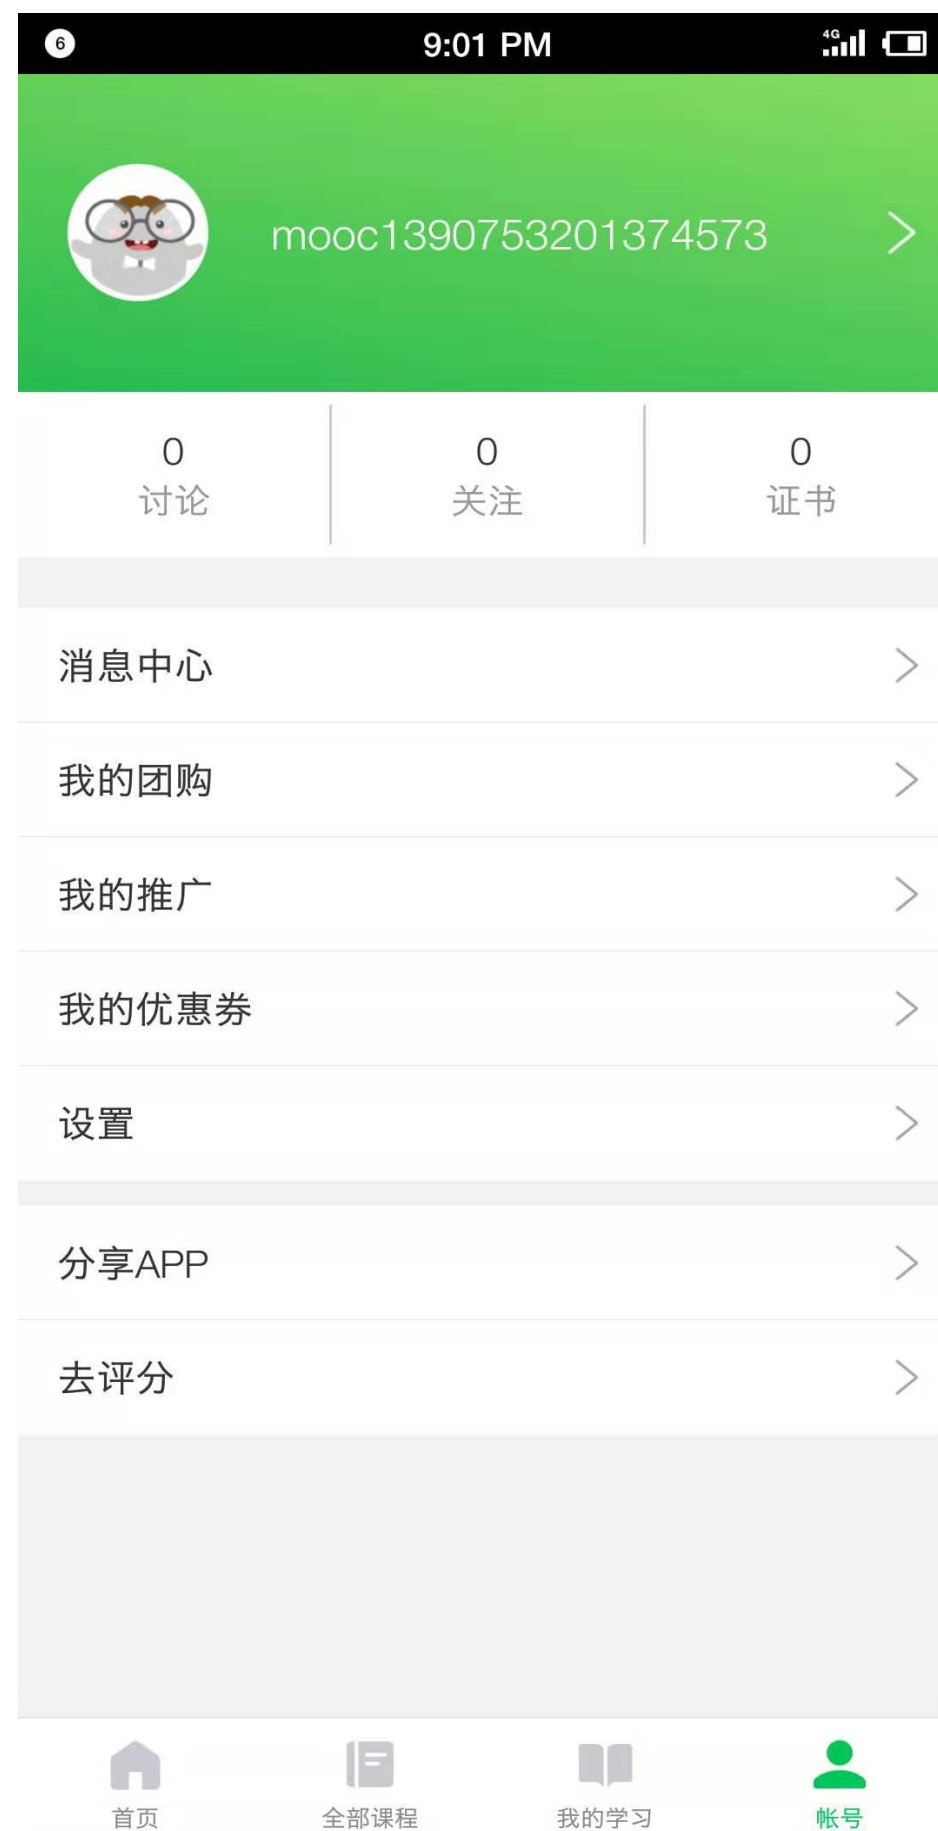 6
9:01 PM
4G
mooc1390753201374573
0
讨论
0
关注
0
证书
消息中心
我的团购
我的推广
我的优惠券
设置
分享APP
去评分
首页
全部课程
我的学习
帐号